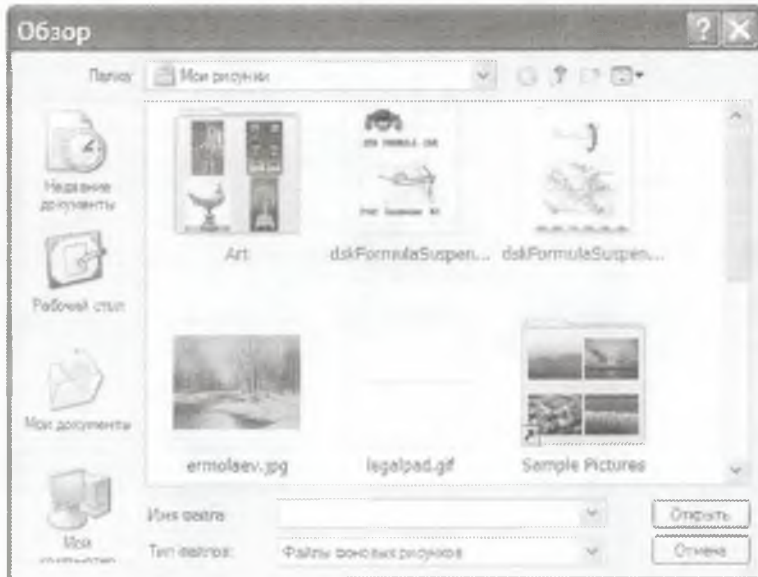 Обзор
Папка: Мои рисунки
Недавние документы
Рабочий стол
Мои документы
Мой компьютер
Art
dskFormulaSuspen...
dskFormulaSuspen...
ermolaev.jpg
legalpad.gif
Sample Pictures
Имя файла:
Открыть
Тип файлов:
Файлы фоновых рисунков
Отмена